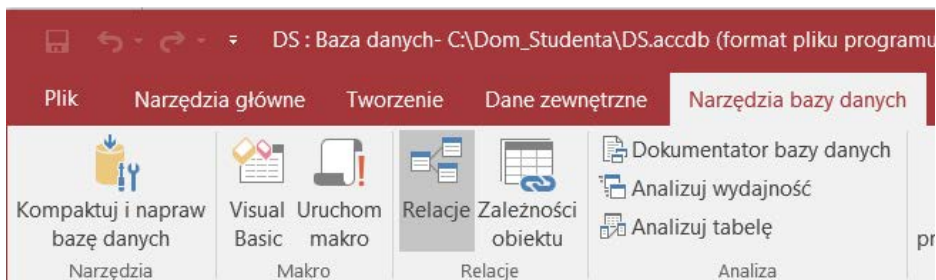 DS : Baza danych- C:\Dom_Studenta\DS.accdb (format pliku programu
Plik Narzędzia główne Tworzenie Dane zewnętrzne Narzędzia bazy danych
Kompaktuj i napraw
bazę danych
Visual
Basic
Uruchom
makro
Relacje
Zależności
obiektu
Dokumentator bazy danych
Analizuj wydajność
Analizuj tabelę
pr
Narzędzia Makro Relacje Analiza